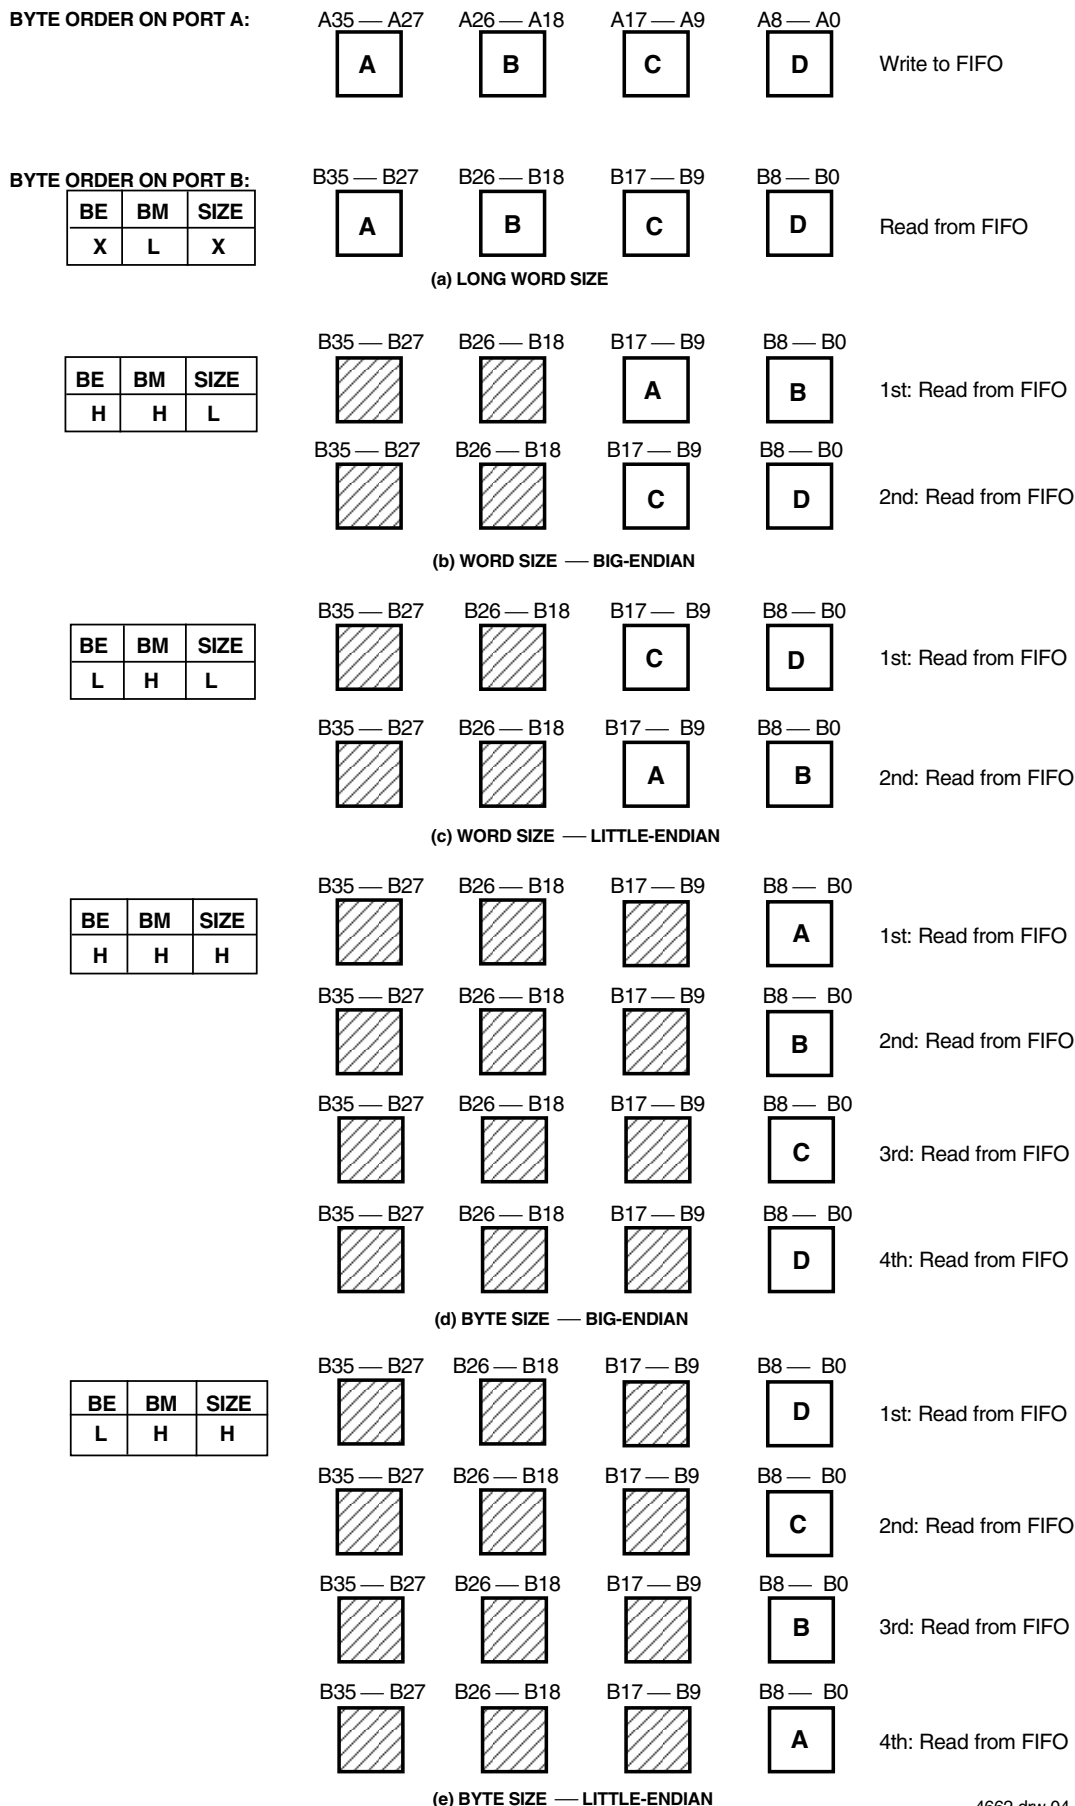 BYTE ORDER ON PORT A: A35 — A27 A26 — A18 A17 — A9 A8 — A0
A B C D Write to FIFO
BYTE ORDER ON PORT B: B35 — B27 B26 — B18 B17 — B9 B8 — B0
BE BM SIZE
A B C D Read from FIFO
X L X
(a) LONG WORD SIZE
B35 — B27 B26 — B18 B17 — B9 B8 — B0
BE BM SIZE
A B 1st: Read from FIFO
H H L
B35 — B27 B26 — B18 B17 — B9 B8 — B0
C D 2nd: Read from FIFO
(b) WORD SIZE — BIG-ENDIAN
B35 — B27 B26 — B18 B17 — B9 B8 — B0
BE BM SIZE
C D 1st: Read from FIFO
L H L
B35 — B27 B26 — B18 B17 — B9 B8 — B0
A B 2nd: Read from FIFO
(c) WORD SIZE — LITTLE-ENDIAN
B35 — B27 B26 — B18 B17 — B9 B8 — B0
BE BM SIZE
A 1st: Read from FIFO
H H H
B35 — B27 B26 — B18 B17 — B9 B8 — B0
B 2nd: Read from FIFO
B35 — B27 B26 — B18 B17 — B9 B8 — B0
C 3rd: Read from FIFO
B35 — B27 B26 — B18 B17 — B9 B8 — B0
D 4th: Read from FIFO
(d) BYTE SIZE — BIG-ENDIAN
B35 — B27 B26 — B18 B17 — B9 B8 — B0
BE BM SIZE
D 1st: Read from FIFO
L H H
B35 — B27 B26 — B18 B17 — B9 B8 — B0
C 2nd: Read from FIFO
B35 — B27 B26 — B18 B17 — B9 B8 — B0
B 3rd: Read from FIFO
B35 — B27 B26 — B18 B17 — B9 B8 — B0
A 4th: Read from FIFO
(e) BYTE SIZE — LITTLE-ENDIAN
4662 drw 04